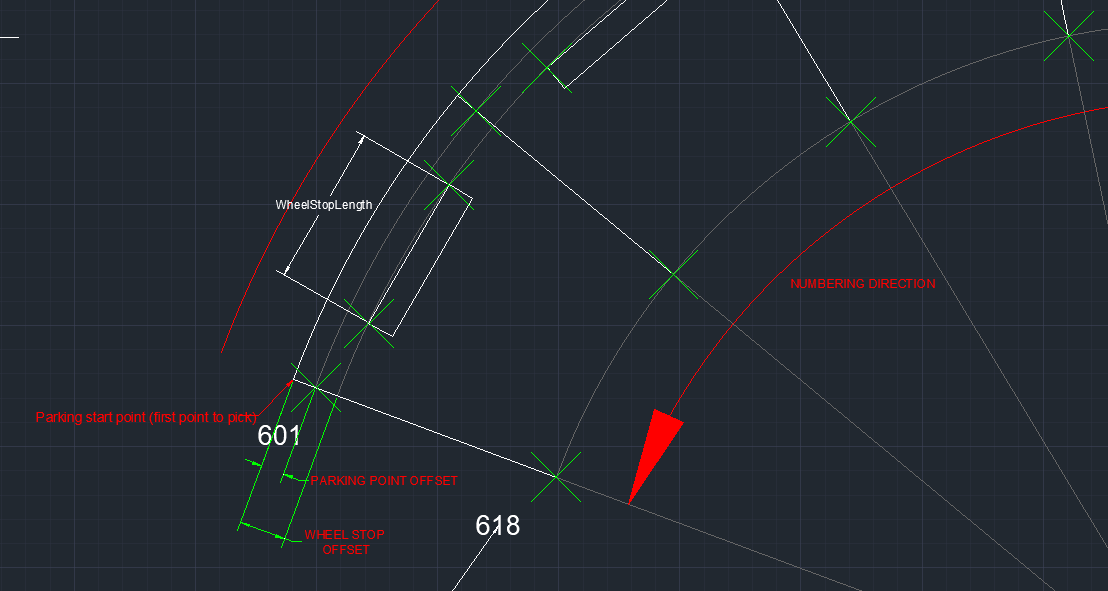 WheelStopLength
NUMBERING DIRECTION
Parking start point (first point to pick)
601
PARKING POINT OFFSET
618
WHEEL STOP
OFFSET